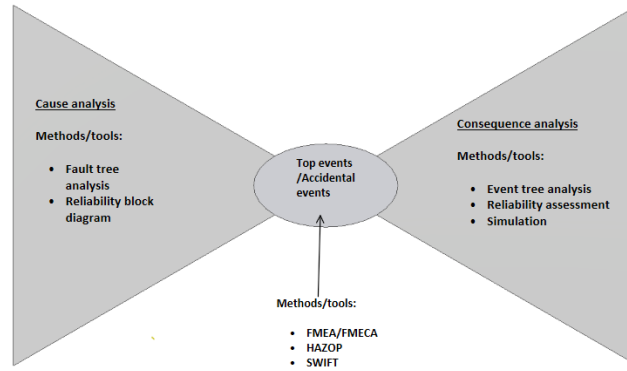 Cause analysis
Methods/tools:
• Fault tree
analysis
• Reliability block
diagram
Top events
/Accidental
events
Methods/tools:
• FMEA/FMECA
• HAZOP
• SWIFT
Consequence analysis
Methods/tools:
• Event tree analysis
• Reliability assessment
• Simulation